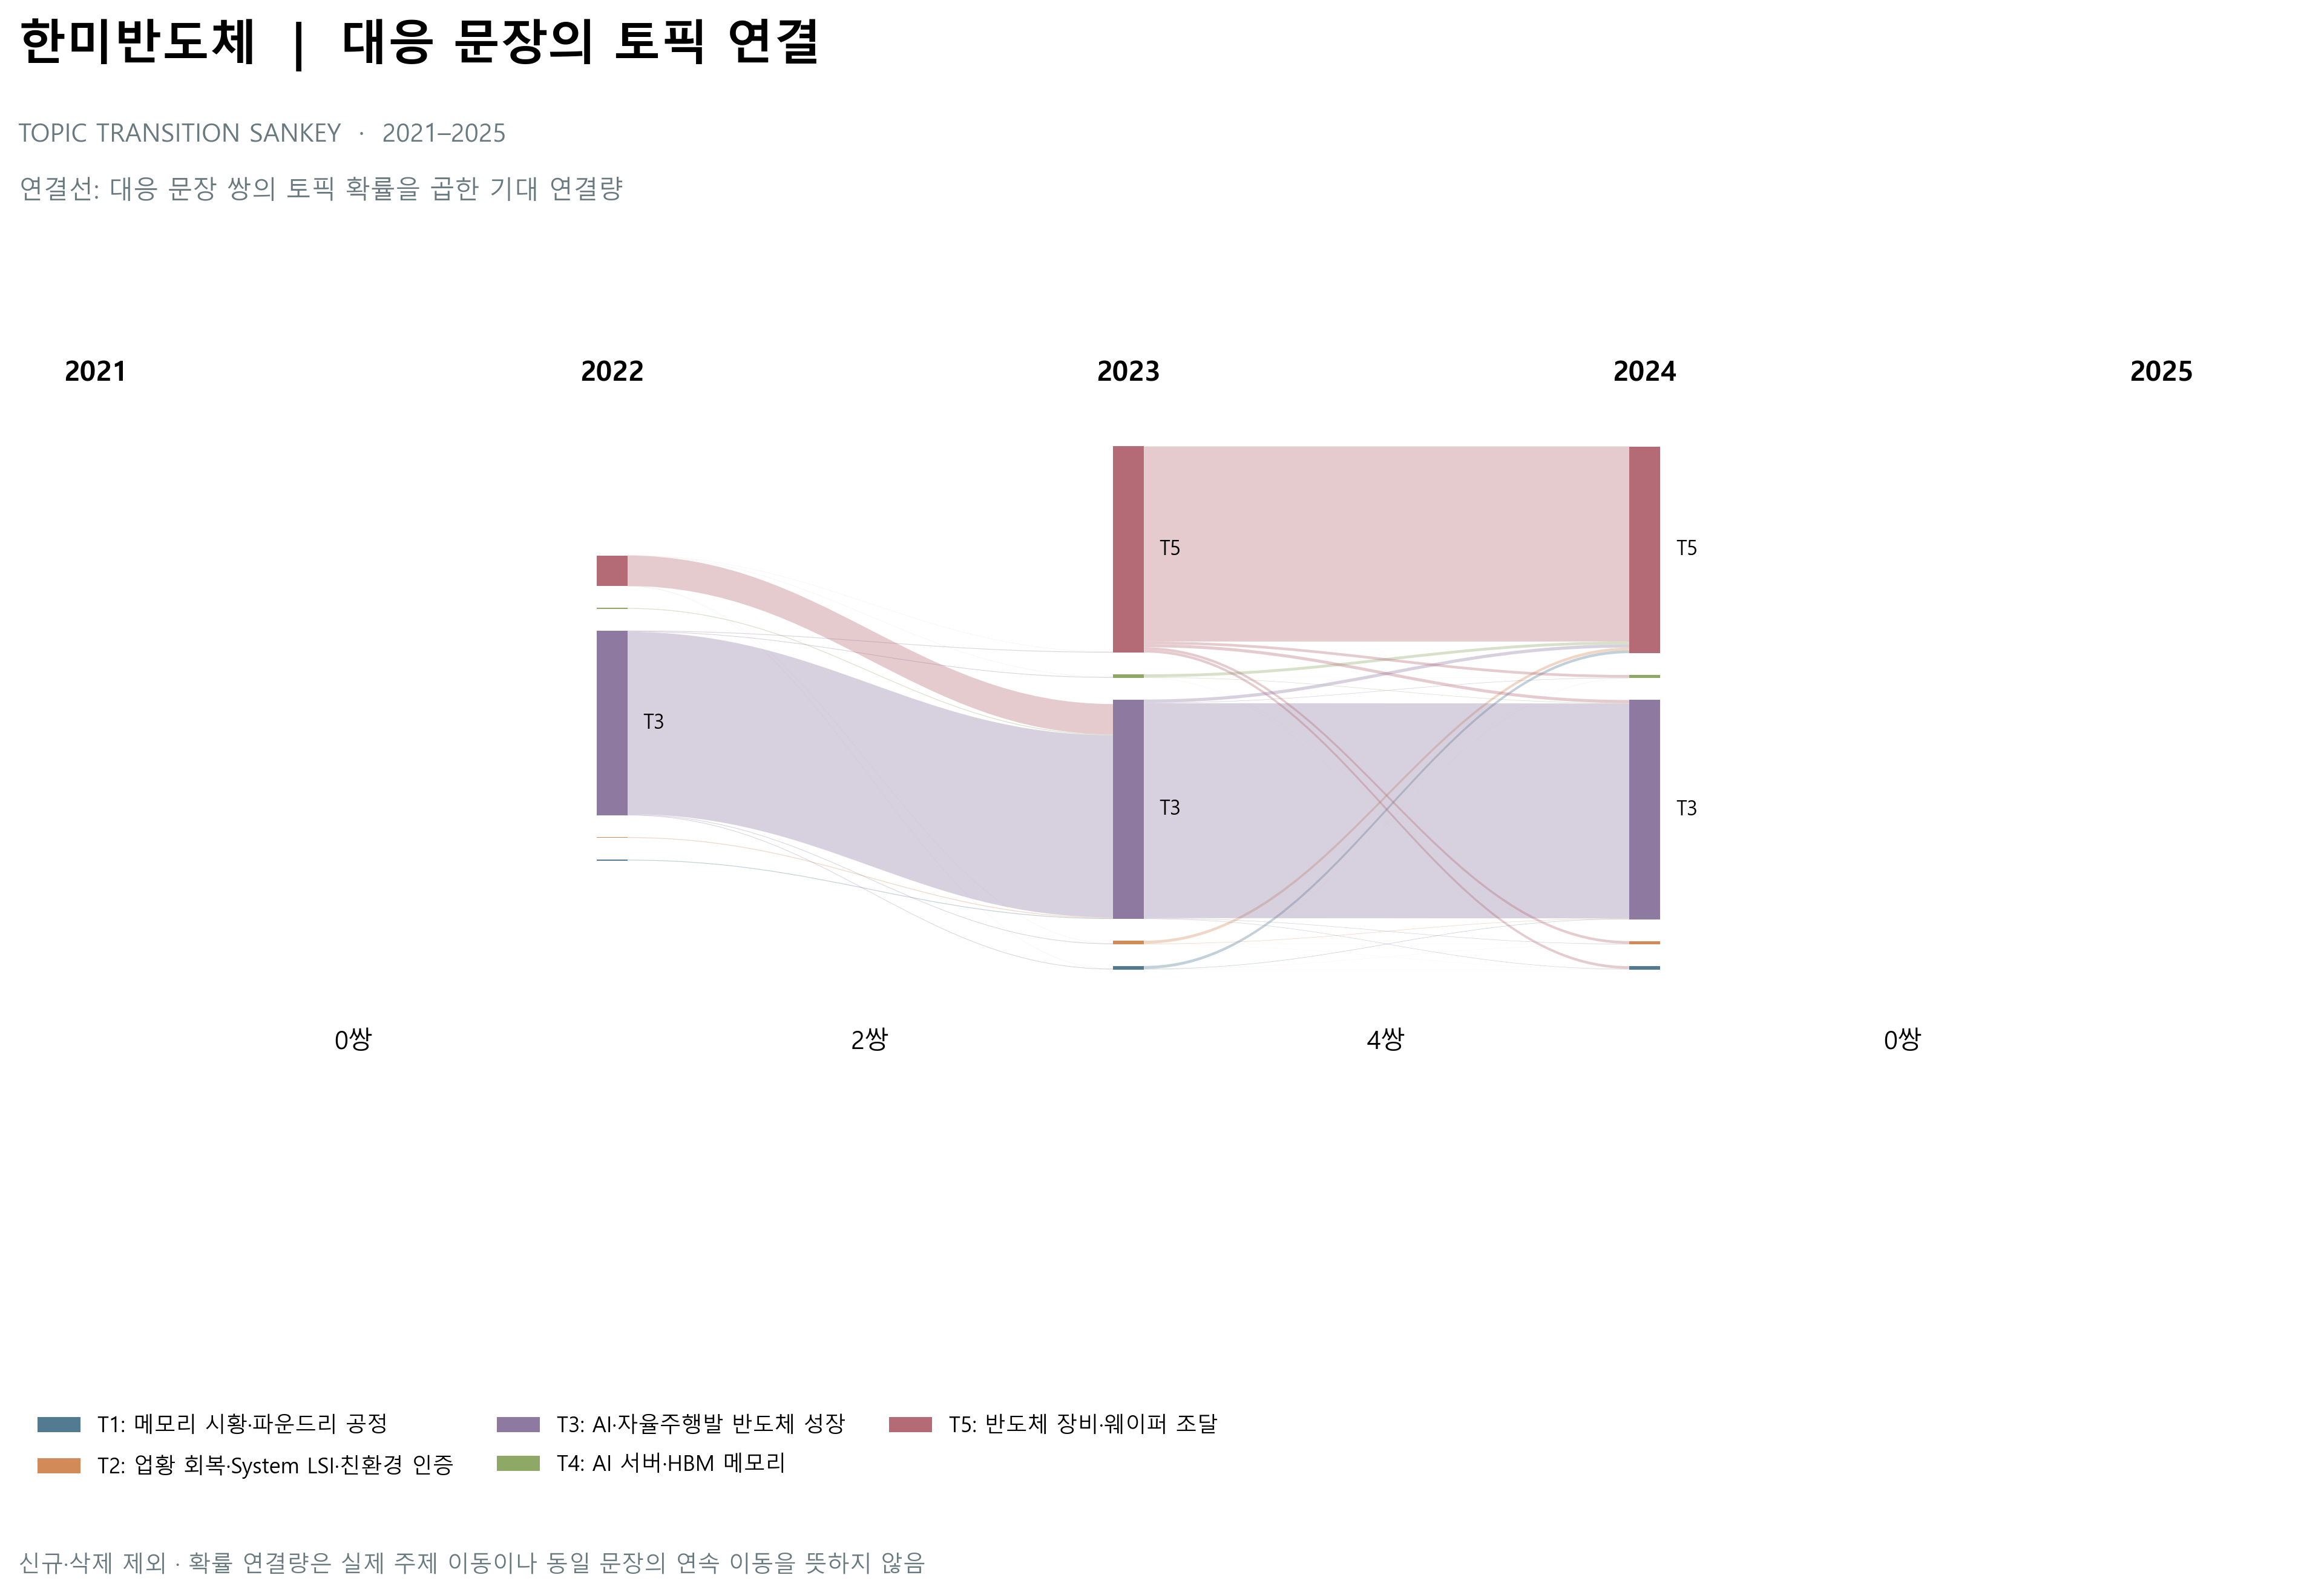 한미반도체 | 대응 문장의 토픽 연결
TOPIC TRANSITION SANKEY · 2021–2025
연결선: 대응 문장 쌍의 토픽 확률을 곱한 기대 연결량
2021 2022 2023 2024 2025
T5 T5
T3
T3 T3
0쌍 2쌍 4쌍 0쌍
T1: 메모리 시황·파운드리 공정 T3: AI·자율주행발 반도체 성장 T5: 반도체 장비·웨이퍼 조달
T2: 업황 회복·System LSI·친환경 인증 T4: AI 서버·HBM 메모리
신규·삭제 제외 · 확률 연결량은 실제 주제 이동이나 동일 문장의 연속 이동을 뜻하지 않음